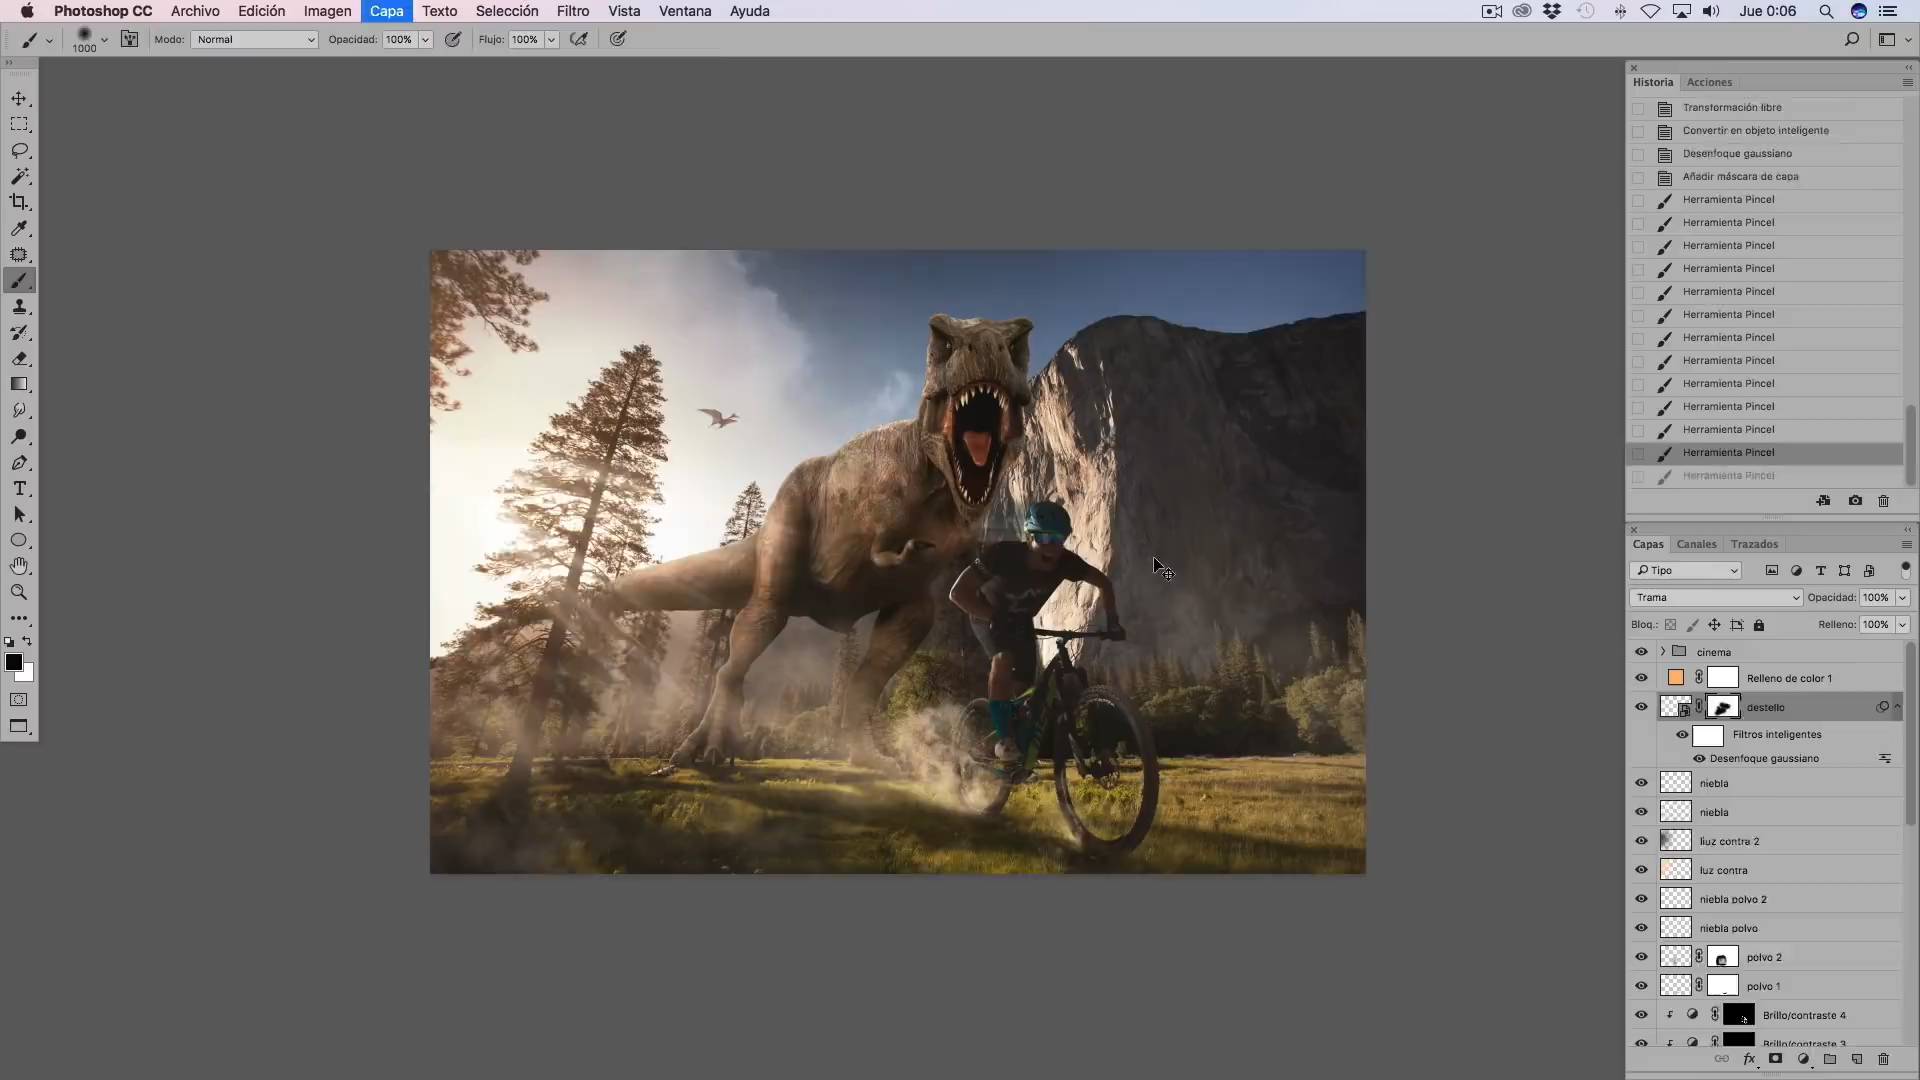 Photoshop CC Archivo Edición Imagen Capa Texto Selección Filtro Vista Ventana Ayuda Jue 0:06
1000 Modo: Normal Opacidad: 100% Flujo: 100%
Historia Acciones
Transformación libre
Convertir en objeto inteligente
Desenfoque gaussiano
Añadir máscara de capa
Herramienta Pincel
Herramienta Pincel
Herramienta Pincel
Herramienta Pincel
Herramienta Pincel
Herramienta Pincel
Herramienta Pincel
Herramienta Pincel
Herramienta Pincel
Herramienta Pincel
Herramienta Pincel
Herramienta Pincel
Herramienta Pincel
Capas Canales Trazados
Tipo
Trama Opacidad: 100%
Bloq.: Relleno: 100%
cinema
Relleno de color 1
destello
Filtros inteligentes
Desenfoque gaussiano
niebla
niebla
liuz contra 2
luz contra
niebla polvo 2
niebla polvo
polvo 2
polvo 1
Brillo/contraste 4
Brillo/contraste 3